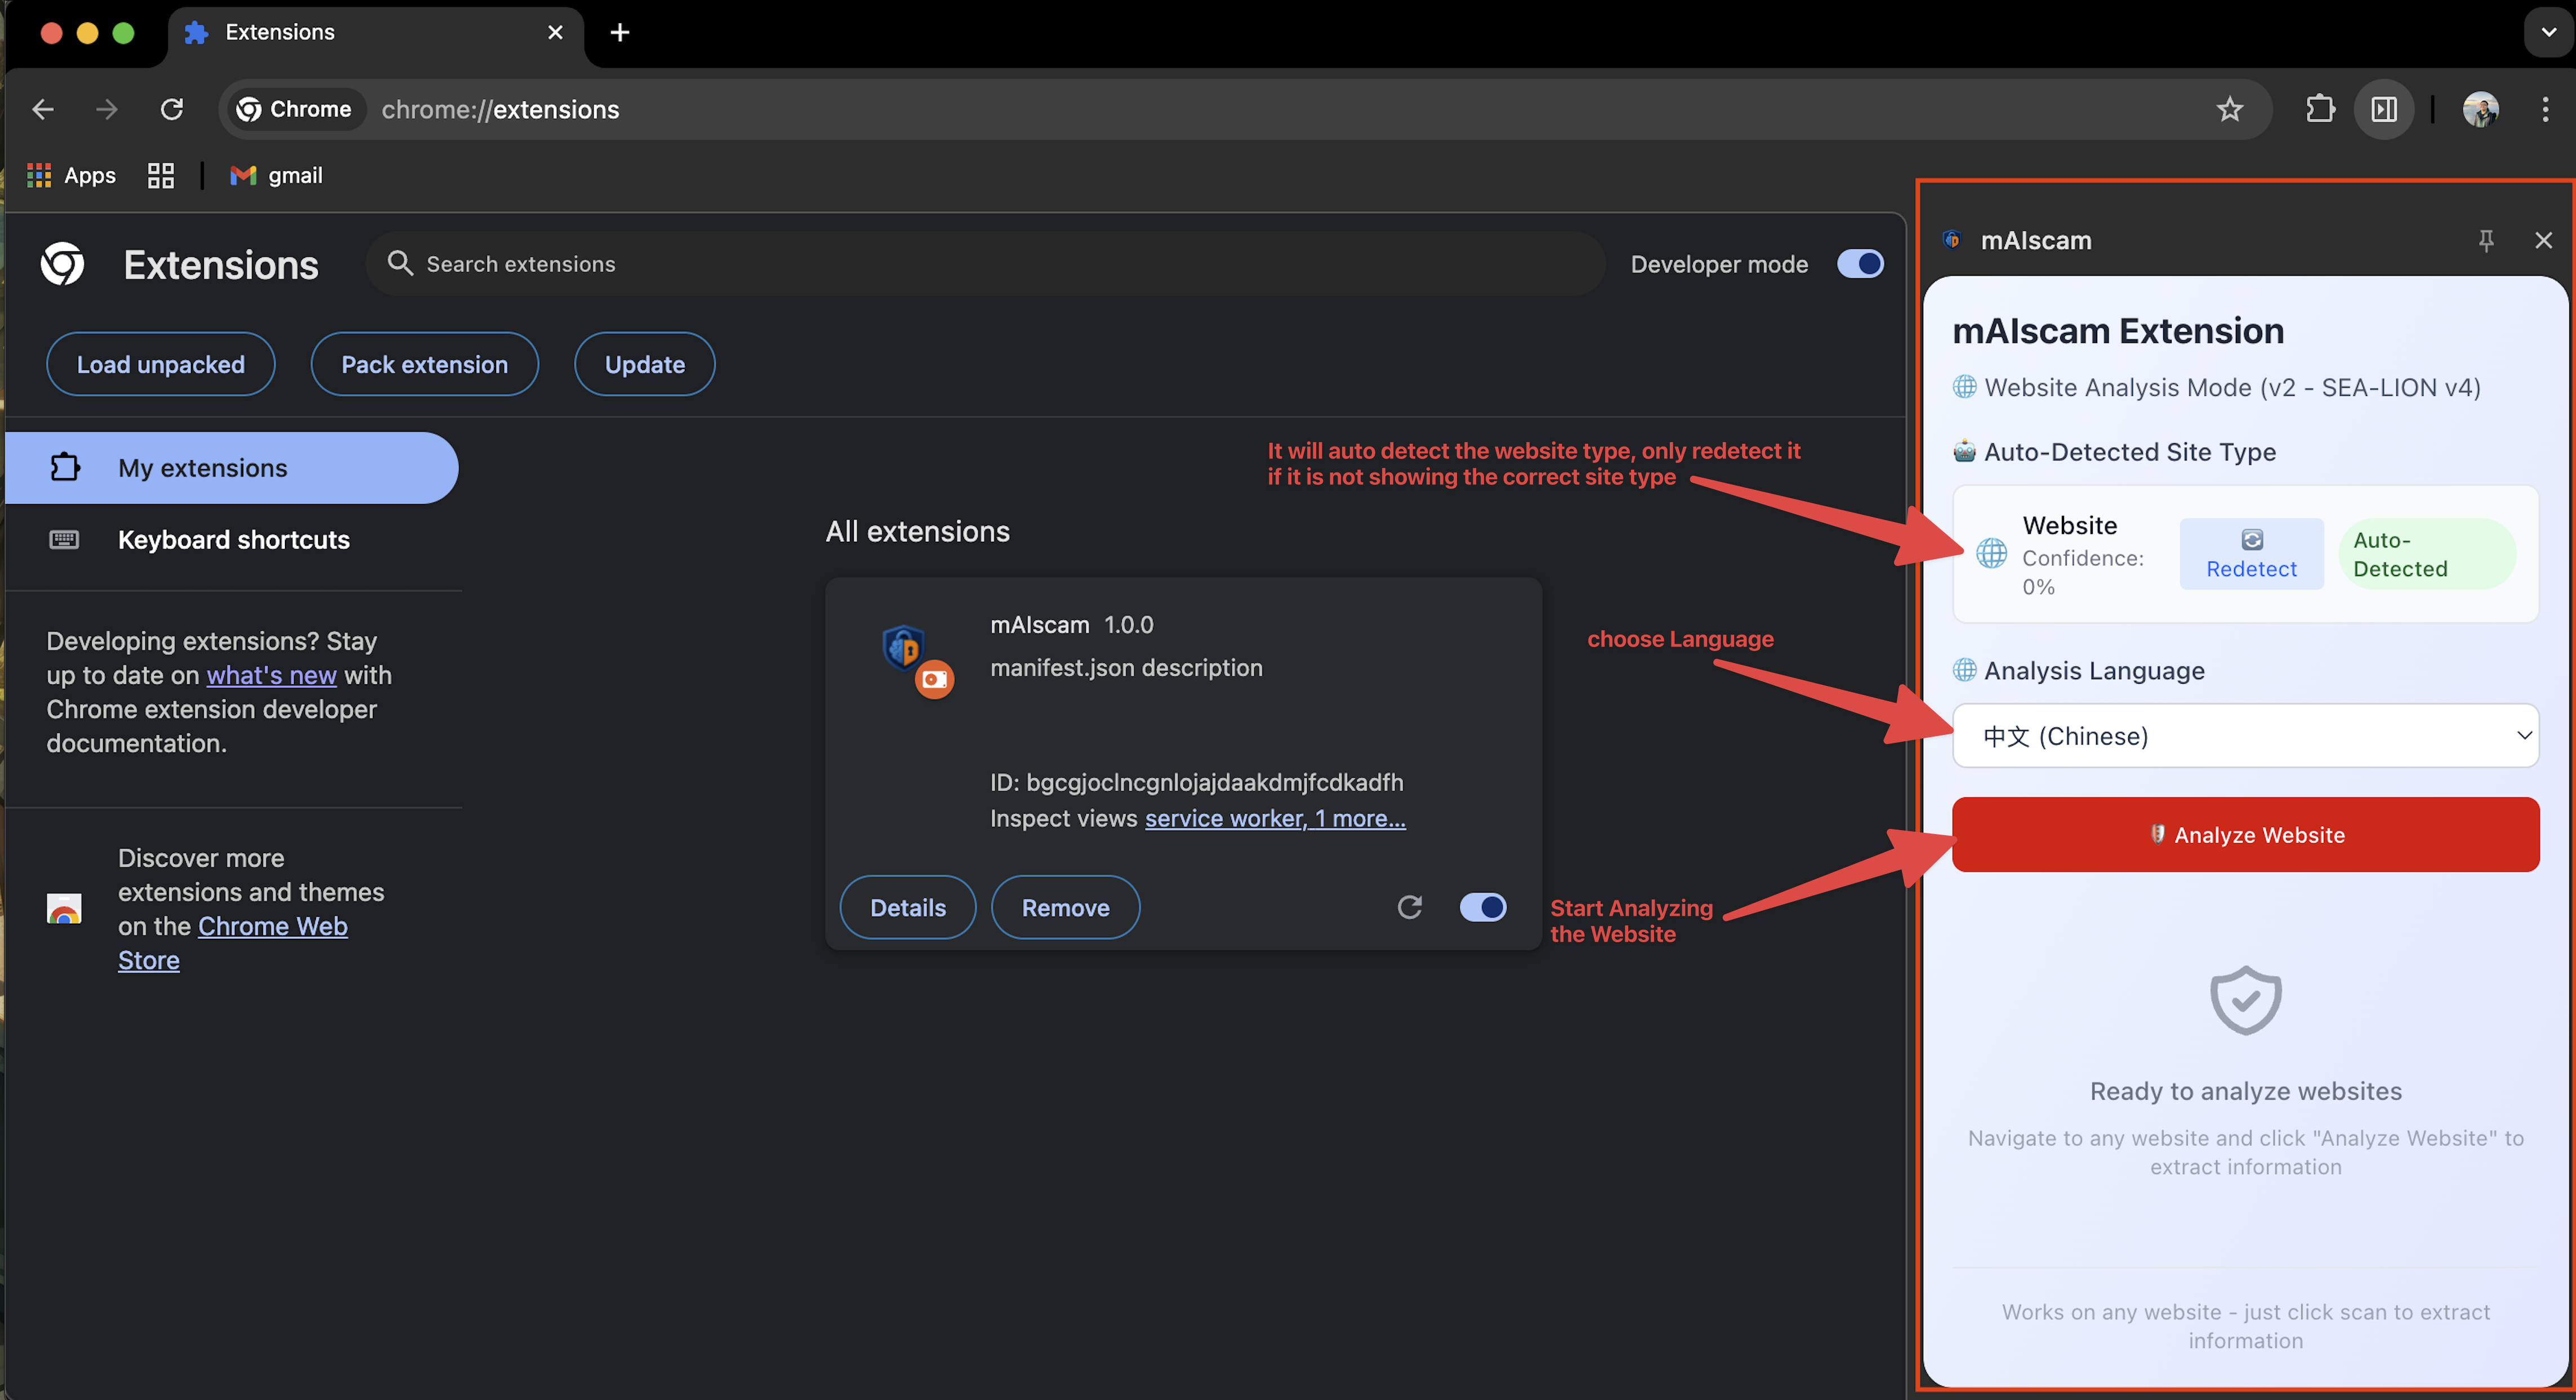 Extensions
Chrome
chrome://extensions
Apps
gmail
Extensions
Search extensions
Developer mode
Load unpacked
Pack extension
Update
My extensions
Keyboard shortcuts
Developing extensions? Stay
up to date on what's new with
Chrome extension developer
documentation.
Discover more
extensions and themes
on the Chrome Web
Store
All extensions
mAIscam 1.0.0
manifest.json description
ID: bgcgjoclncgnlojajdaakdmjfcdkadfh
Inspect views service worker, 1 more...
Details
Remove
It will auto detect the website type, only redetect it
if it is not showing the correct site type
choose Language
Start Analyzing
the Website
mAIscam
mAIscam Extension
Website Analysis Mode (v2 - SEA-LION v4)
Auto-Detected Site Type
Website
Confidence:
0%
Redetect
Auto-
Detected
Analysis Language
中文 (Chinese)
Analyze Website
Ready to analyze websites
Navigate to any website and click "Analyze Website" to
extract information
Works on any website - just click scan to extract
information